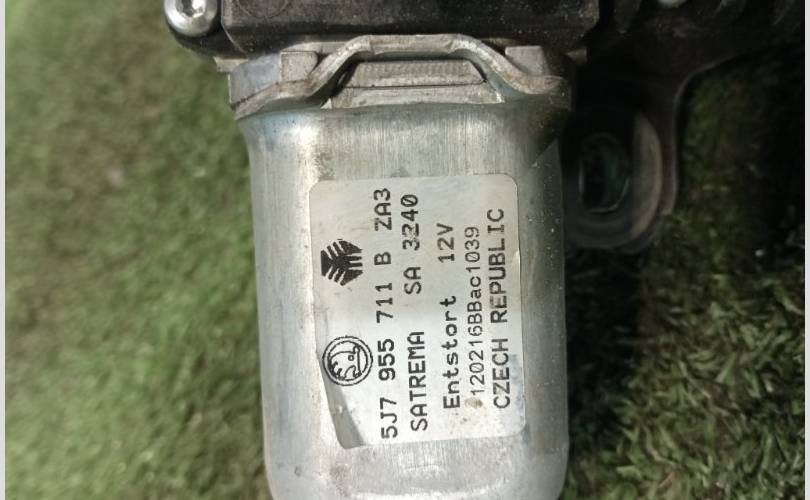 5J7 955 711 B ZA3
SATREMA SA 3240
Entstort 12V
120216BBac1039
CZECH REPUBLIC